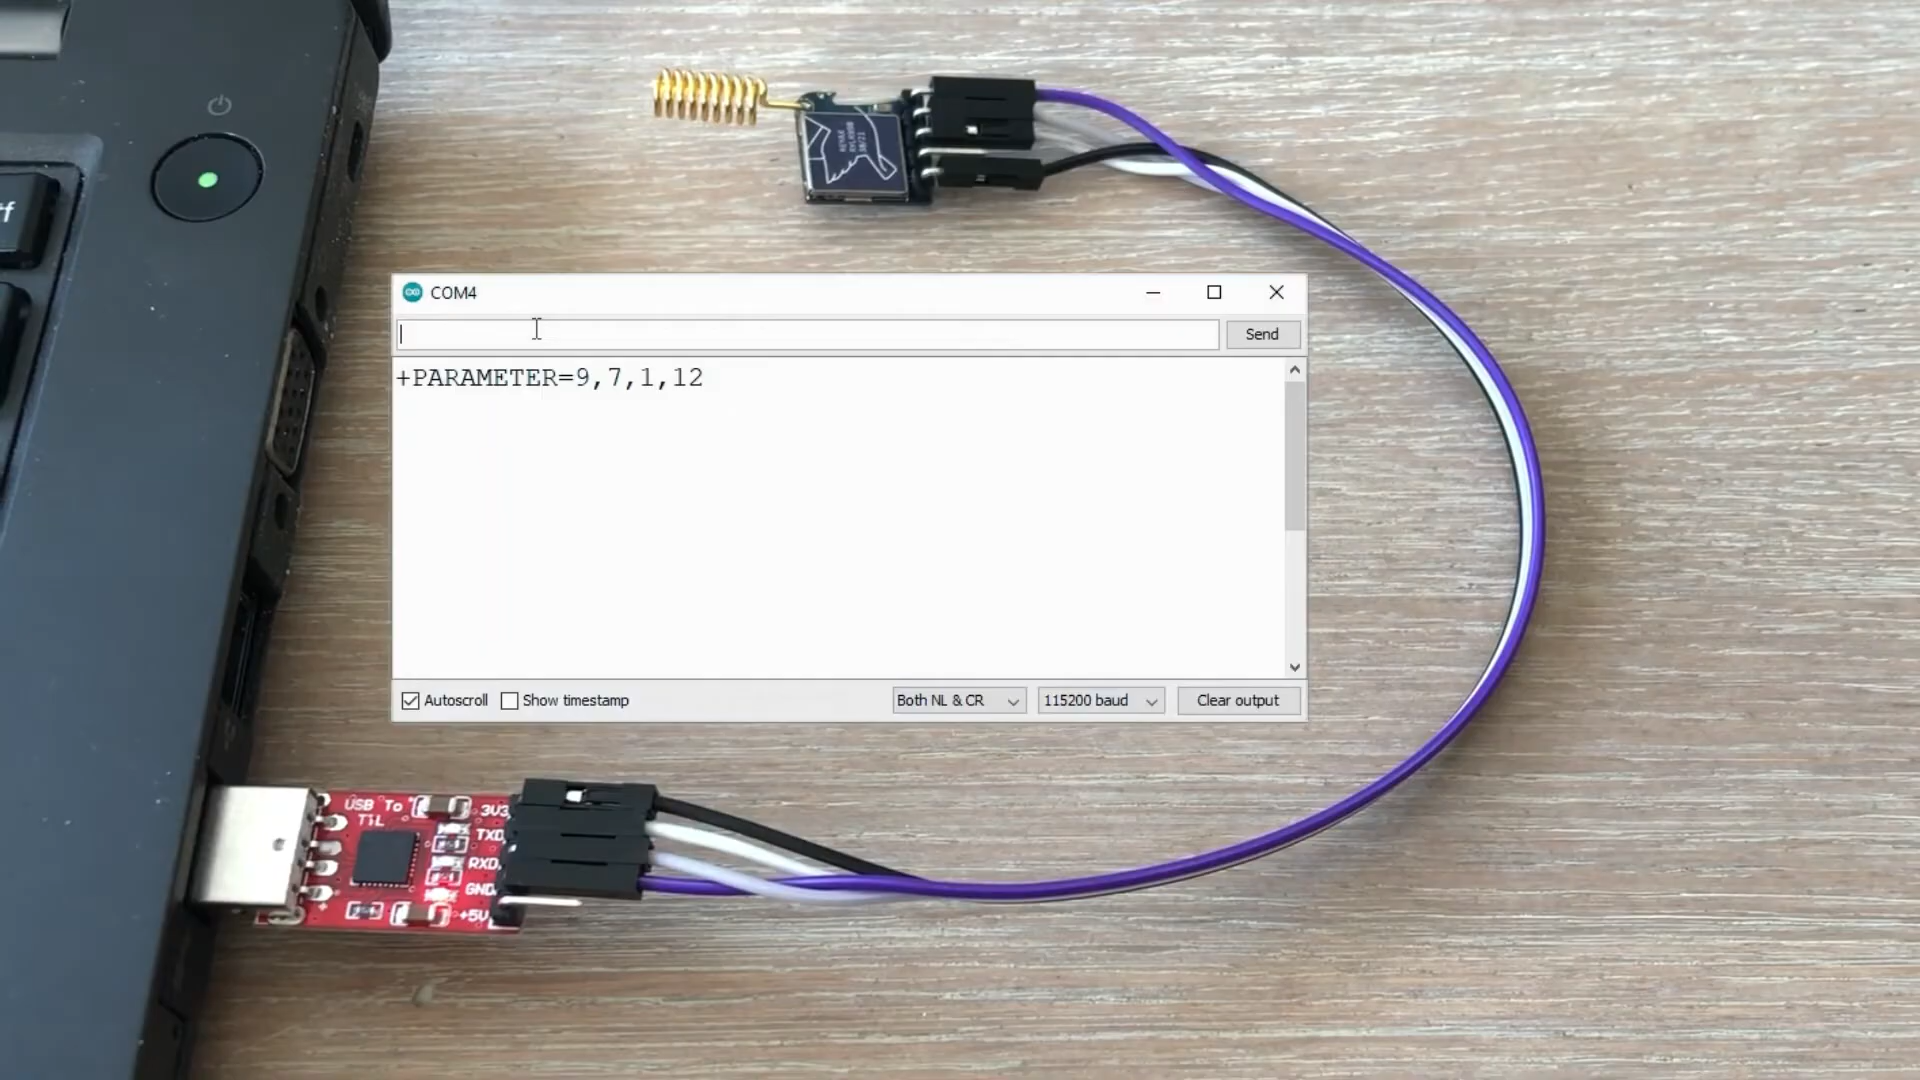 COM4
Send
+PARAMETER=9,7,1,12
Autoscroll
Show timestamp
Both NL & CR
115200 baud
Clear output
USB To
TTL
3V3
TXD
RXD
GND
+5V